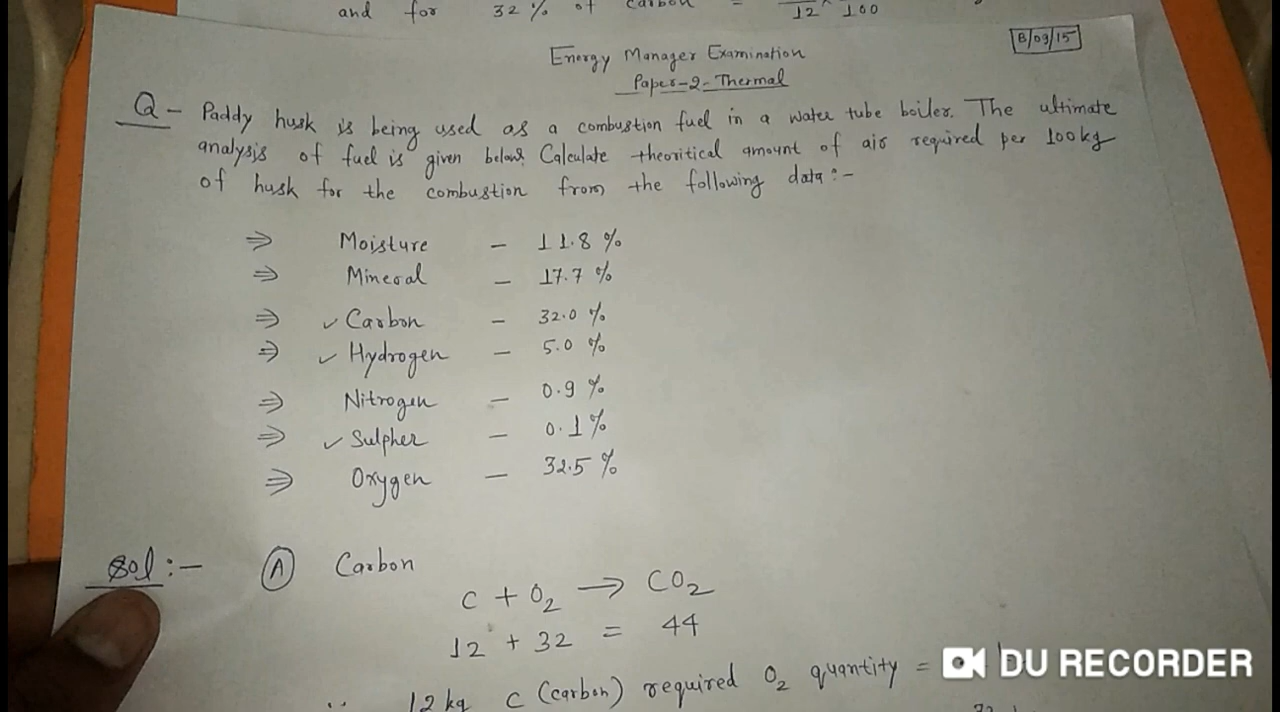 and for 32% of carbon = 12 × 100
B/03/15
Energy Manager Examination
Paper-2-Thermal
Q - Paddy husk is being used as a combustion fuel in a water tube boiler. The ultimate
analysis of fuel is given below. Calculate theoritical amount of air required per 100kg
of husk for the combustion from the following data:-
⇒ Moisture - 11.8 %
⇒ Mineral - 17.7 %
⇒ ✓ Carbon - 32.0 %
⇒ ✓ Hydrogen - 5.0 %
⇒ Nitrogen - 0.9 %
⇒ ✓ Sulpher - 0.1 %
⇒ Oxygen - 32.5 %
Sol:- (A) Carbon
C + O₂ → CO₂
12 + 32 = 44
∵ 12 kg C (carbon) required O₂ quantity =
DU RECORDER